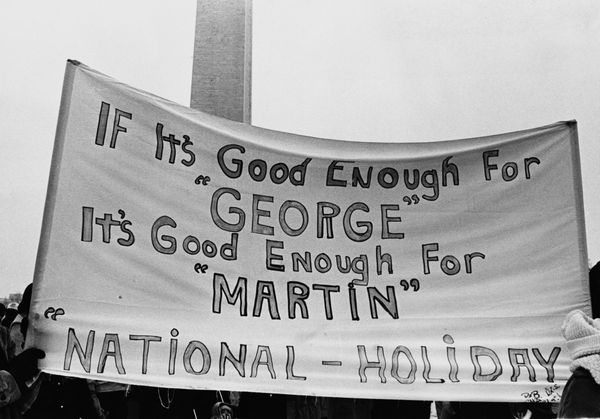 IF It's Good Enough For
"GEORGE"
It's Good Enough For
"MARTIN"
"NATIONAL-HOLIDAY